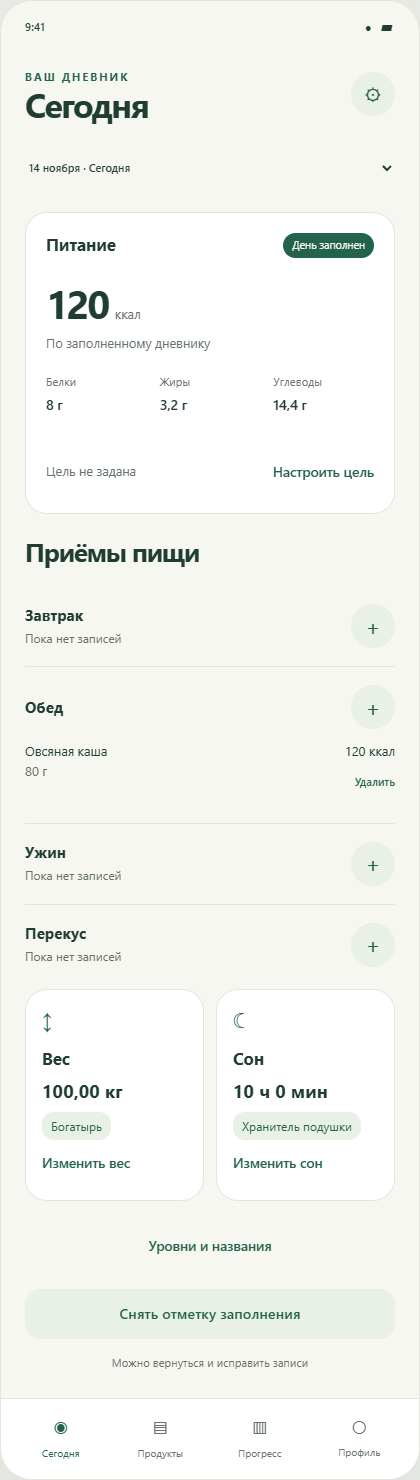 9:41
ВАШ ДНЕВНИК
Сегодня
14 ноября · Сегодня
Питание
День заполнен
120 ккал
По заполненному дневнику
Белки Жиры Углеводы
8 г 3,2 г 14,4 г
Цель не задана Настроить цель
Приёмы пищи
Завтрак
Пока нет записей
+
Обед
+
Овсяная каша 120 ккал
80 г
Удалить
Ужин
Пока нет записей
+
Перекус
Пока нет записей
+
Вес
100,00 кг
Богатырь
Изменить вес
Сон
10 ч 0 мин
Хранитель подушки
Изменить сон
Уровни и названия
Снять отметку заполнения
Можно вернуться и исправить записи
Сегодня Продукты Прогресс Профиль